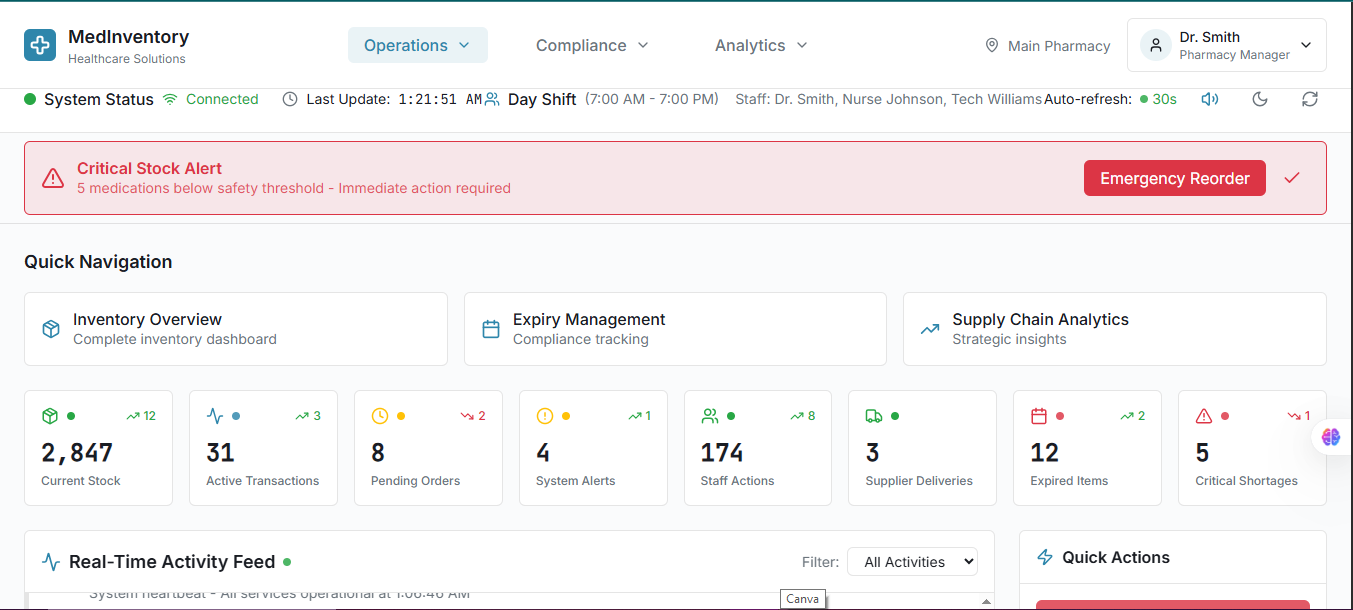 MedInventory
Healthcare Solutions
Operations
Compliance
Analytics
Main Pharmacy
Dr. Smith
Pharmacy Manager
System Status Connected Last Update: 1:21:51 AM Day Shift (7:00 AM - 7:00 PM) Staff: Dr. Smith, Nurse Johnson, Tech Williams Auto-refresh: 30s
Critical Stock Alert
5 medications below safety threshold - Immediate action required
Emergency Reorder
Quick Navigation
Inventory Overview
Complete inventory dashboard
Expiry Management
Compliance tracking
Supply Chain Analytics
Strategic insights
12
2,847
Current Stock
3
31
Active Transactions
2
8
Pending Orders
1
4
System Alerts
8
174
Staff Actions
3
Supplier Deliveries
2
12
Expired Items
1
5
Critical Shortages
Real-Time Activity Feed
Filter: All Activities
Quick Actions
System heartbeat - All services operational at 1:06:46 AM
Canva